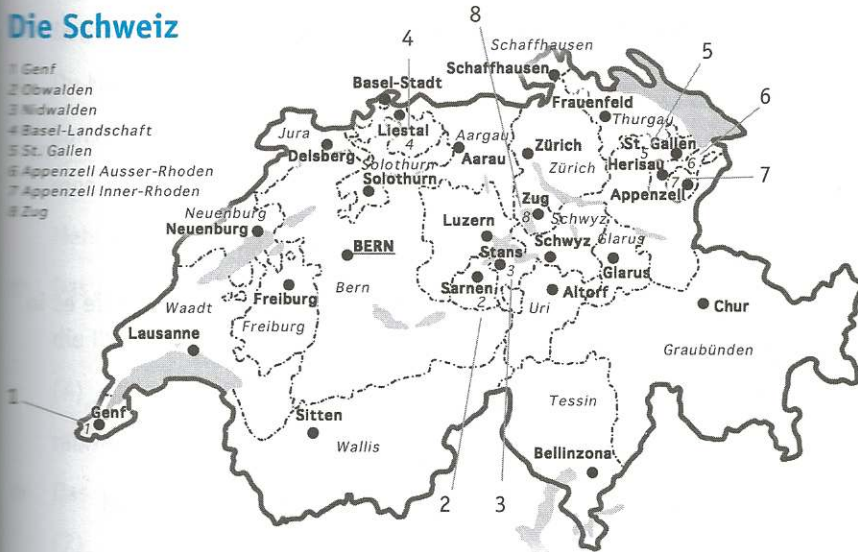 Die Schweiz
1 Genf
2 Obwalden
3 Nidwalden
4 Basel-Landschaft
5 St. Gallen
6 Appenzell Ausser-Rhoden
7 Appenzell Inner-Rhoden
8 Zug
8
4
Schaffhausen
Schaffhausen
5
Basel-Stadt
Frauenfeld
6
Thurgau
Liestal
4
Jura
Aargau
Delsberg
Aarau
Zürich
Zürich
St. Gallen
5
6
Herisau
7
7
Appenzell
Solothurn
Solothurn
Zug
8
Schwyz
Neuenburg
Neuenburg
Luzern
BERN
Stans
3
Schwyz
Glarus
Glarus
Sarnen
2
Freiburg
Bern
Uri
Altorf
Chur
Waadt
Freiburg
Lausanne
Graubünden
1
Genf
1
Sitten
Wallis
Tessin
Bellinzona
2
3